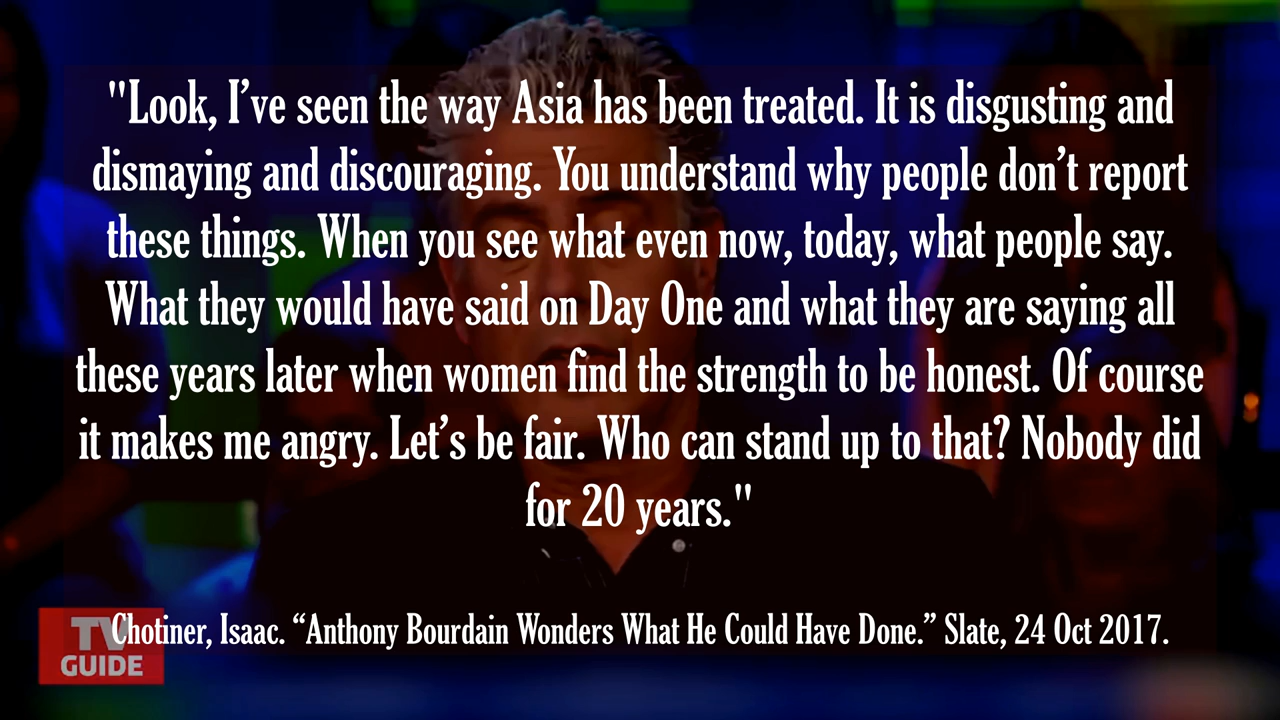 "Look, I’ve seen the way Asia has been treated. It is disgusting and
dismaying and discouraging. You understand why people don’t report
these things. When you see what even now, today, what people say.
What they would have said on Day One and what they are saying all
these years later when women find the strength to be honest. Of course
it makes me angry. Let’s be fair. Who can stand up to that? Nobody did
for 20 years."
Chotiner, Isaac. “Anthony Bourdain Wonders What He Could Have Done.” Slate, 24 Oct 2017.
TV
GUIDE